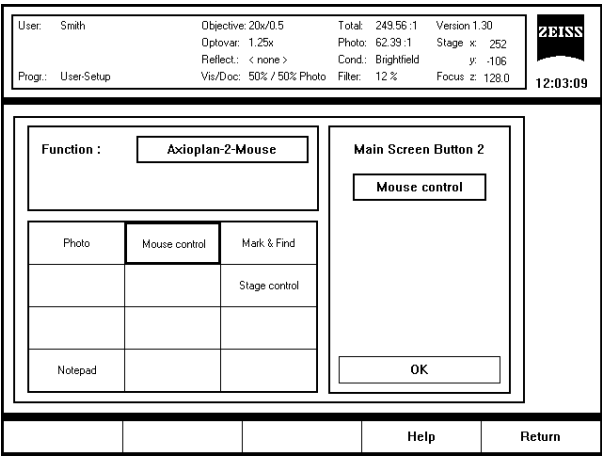 User: Smith Objective: 20x/0.5 Total: 249.56 :1 Version 1.30
Optovar: 1.25x Photo: 62.39 :1 Stage x: 252
Reflect.: < none > Cond.: Brightfield y: -106
Progr.: User-Setup Vis/Doc: 50% / 50% Photo Filter: 12 % Focus z: 128.0
ZEISS
12:03:09
Function : Axioplan-2-Mouse
Main Screen Button 2
Mouse control
Photo Mouse control Mark & Find
Stage control
Notepad
OK
Help Return